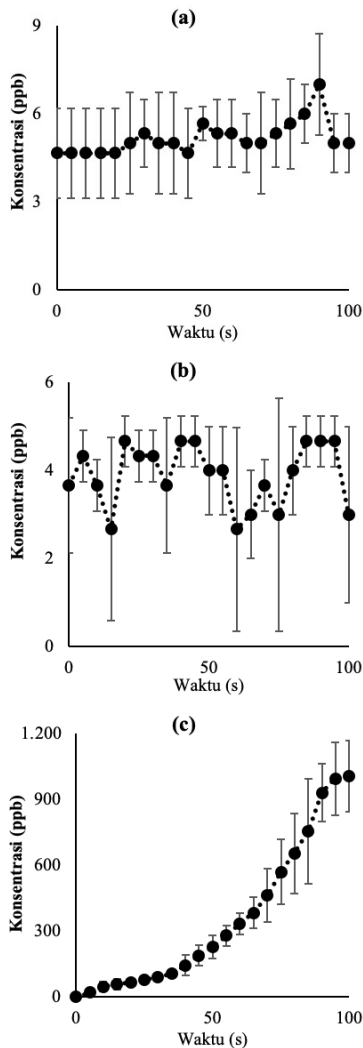 (a)
9
6
3
0
Konsentrasi (ppb)
50
100
Waktu (s)
(b)
6
4
2
0
Konsentrasi (ppb)
0
50
100
Waktu (s)
(c)
1.200
900
600
300
0
Konsentrasi (ppb)
0
50
100
Waktu (s)